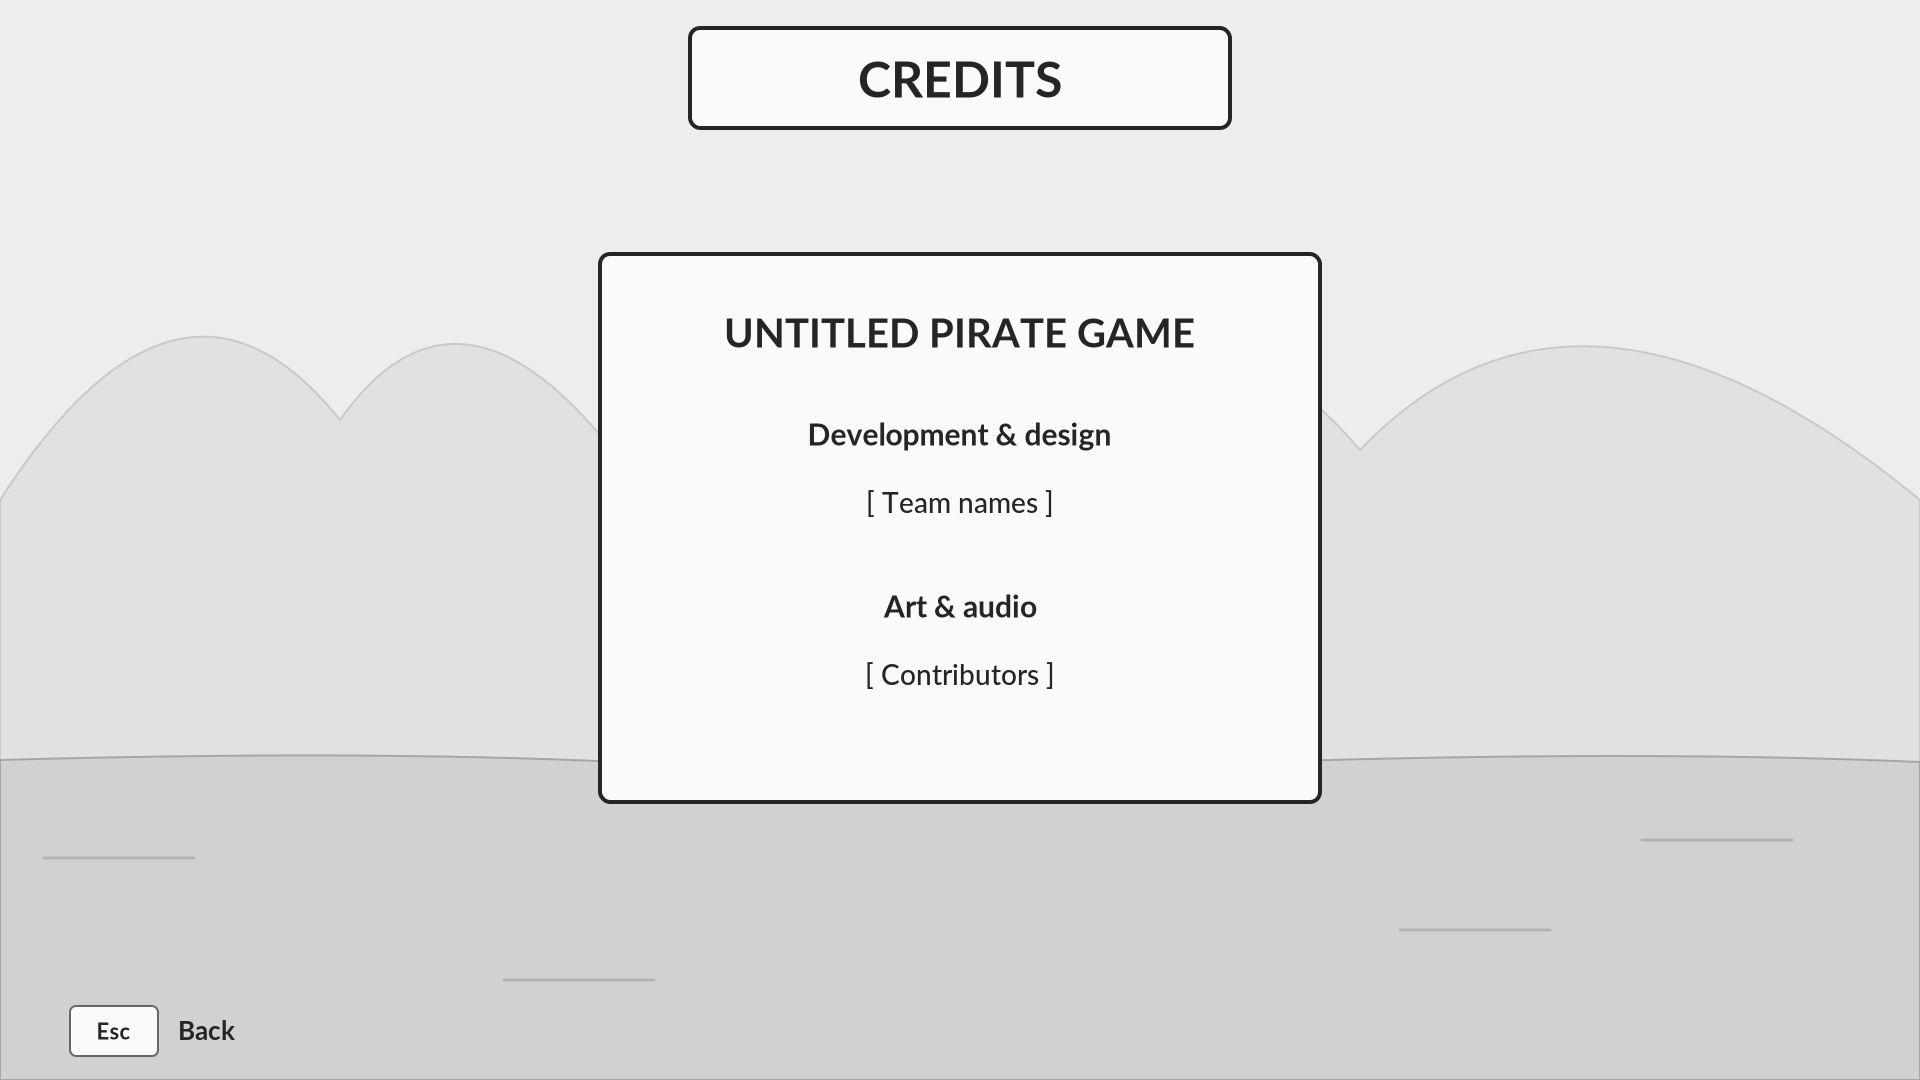 CREDITS
UNTITLED PIRATE GAME
Development & design
[ Team names ]
Art & audio
[ Contributors ]
Esc Back